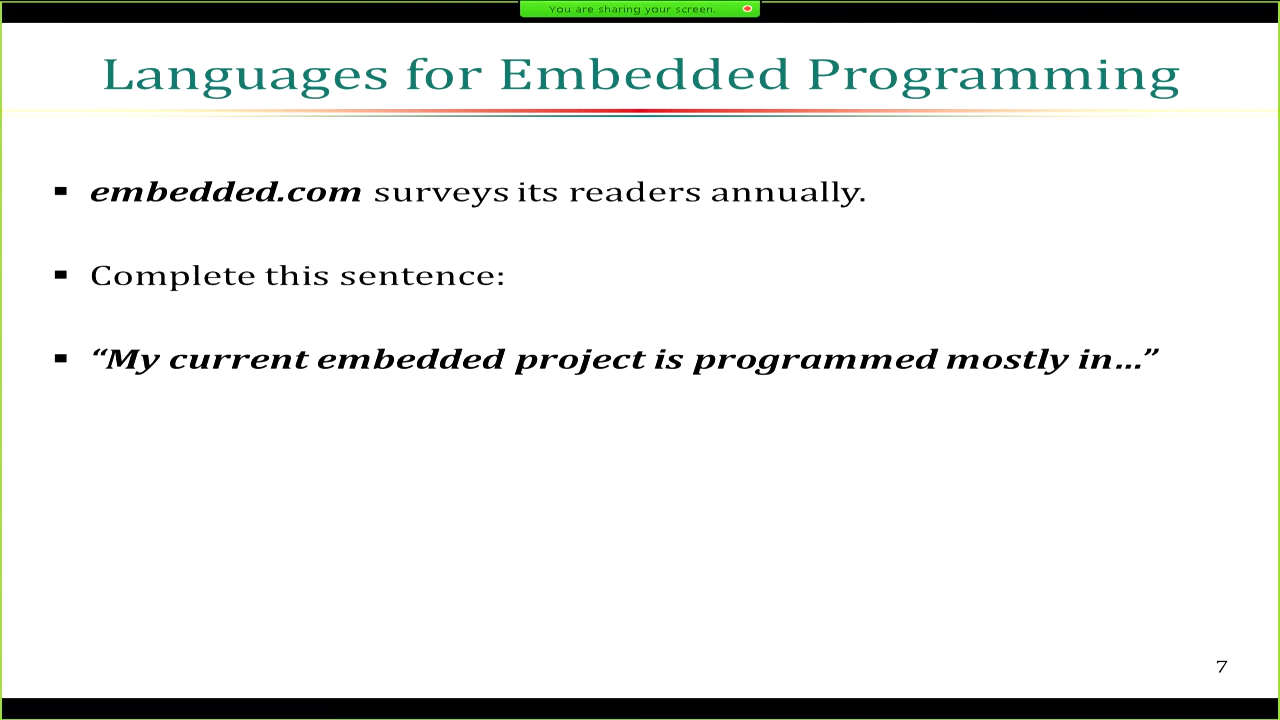 You are sharing your screen.
Languages for Embedded Programming
▪ embedded.com surveys its readers annually.
▪ Complete this sentence:
▪ “My current embedded project is programmed mostly in…”
7